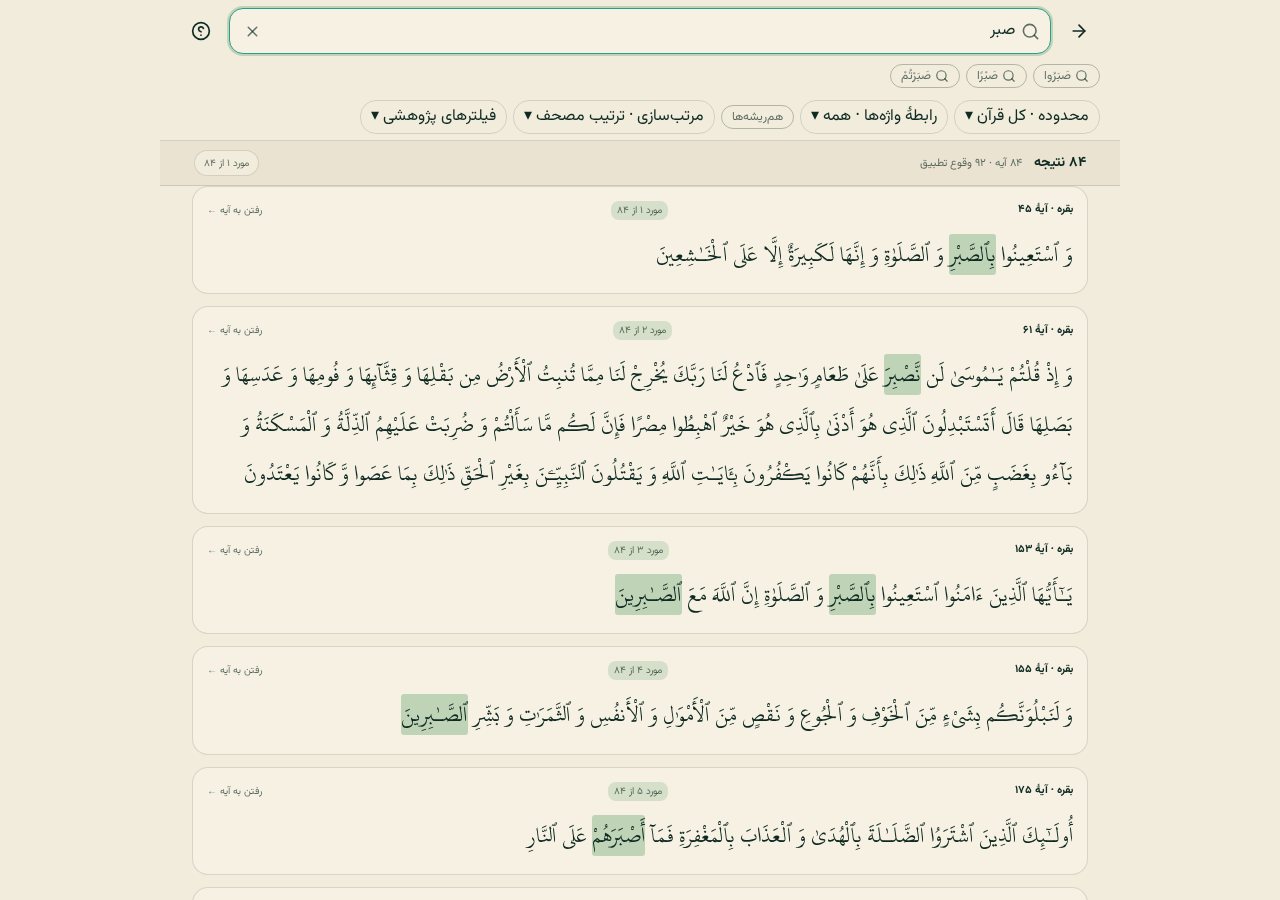 صبر
صَبَرُوا صَبْرًا صَبَرْتُمْ
محدوده · کل قرآن ▾ رابطهٔ واژه‌ها · همه ▾ هم‌ریشه‌ها مرتب‌سازی · ترتیب مصحف ▾ فیلترهای پژوهشی ▾
۸۴ نتیجه ۸۴ آیه · ۹۲ وقوع تطبیق مورد ۱ از ۸۴
بقره · آیهٔ ۴۵ مورد ۱ از ۸۴ رفتن به آیه ←
وَ ٱسْتَعِينُوا بِٱلصَّبْرِ وَ ٱلصَّلَوٰةِ وَ إِنَّهَا لَكَبِيرَةٌ إِلَّا عَلَى ٱلْخَـٰشِعِينَ
بقره · آیهٔ ۶۱ مورد ۲ از ۸۴ رفتن به آیه ←
وَ إِذْ قُلْتُمْ يَـٰمُوسَىٰ لَن نَّصْبِرَ عَلَىٰ طَعَامٍ وَٰحِدٍ فَٱدْعُ لَنَا رَبَّكَ يُخْرِجْ لَنَا مِمَّا تُنبِتُ ٱلْأَرْضُ مِن بَقْلِهَا وَ قِثَّآئِهَا وَ فُومِهَا وَ عَدَسِهَا وَ
بَصَلِهَا قَالَ أَتَسْتَبْدِلُونَ ٱلَّذِى هُوَ أَدْنَىٰ بِٱلَّذِى هُوَ خَيْرٌ ٱهْبِطُوا مِصْرًا فَإِنَّ لَكُم مَّا سَأَلْتُمْ وَ ضُرِبَتْ عَلَيْهِمُ ٱلذِّلَّةُ وَ ٱلْمَسْكَنَةُ وَ
بَآءُو بِغَضَبٍ مِّنَ ٱللَّهِ ذَٰلِكَ بِأَنَّهُمْ كَانُوا يَكْفُرُونَ بِـَٔايَـٰتِ ٱللَّهِ وَ يَقْتُلُونَ ٱلنَّبِيِّـۧنَ بِغَيْرِ ٱلْحَقِّ ذَٰلِكَ بِمَا عَصَوا وَّ كَانُوا يَعْتَدُونَ
بقره · آیهٔ ۱۵۳ مورد ۳ از ۸۴ رفتن به آیه ←
يَـٰٓأَيُّهَا ٱلَّذِينَ ءَامَنُوا ٱسْتَعِينُوا بِٱلصَّبْرِ وَ ٱلصَّلَوٰةِ إِنَّ ٱللَّهَ مَعَ ٱلصَّـٰبِرِينَ
بقره · آیهٔ ۱۵۵ مورد ۴ از ۸۴ رفتن به آیه ←
وَ لَنَبْلُوَنَّكُم بِشَىْءٍ مِّنَ ٱلْخَوْفِ وَ ٱلْجُوعِ وَ نَقْصٍ مِّنَ ٱلْأَمْوَٰلِ وَ ٱلْأَنفُسِ وَ ٱلثَّمَرَٰتِ وَ بَشِّرِ ٱلصَّـٰبِرِينَ
بقره · آیهٔ ۱۷۵ مورد ۵ از ۸۴ رفتن به آیه ←
أُولَـٰٓئِكَ ٱلَّذِينَ ٱشْتَرَوُا ٱلضَّلَـٰلَةَ بِٱلْهُدَىٰ وَ ٱلْعَذَابَ بِٱلْمَغْفِرَةِ فَمَآ أَصْبَرَهُمْ عَلَى ٱلنَّارِ